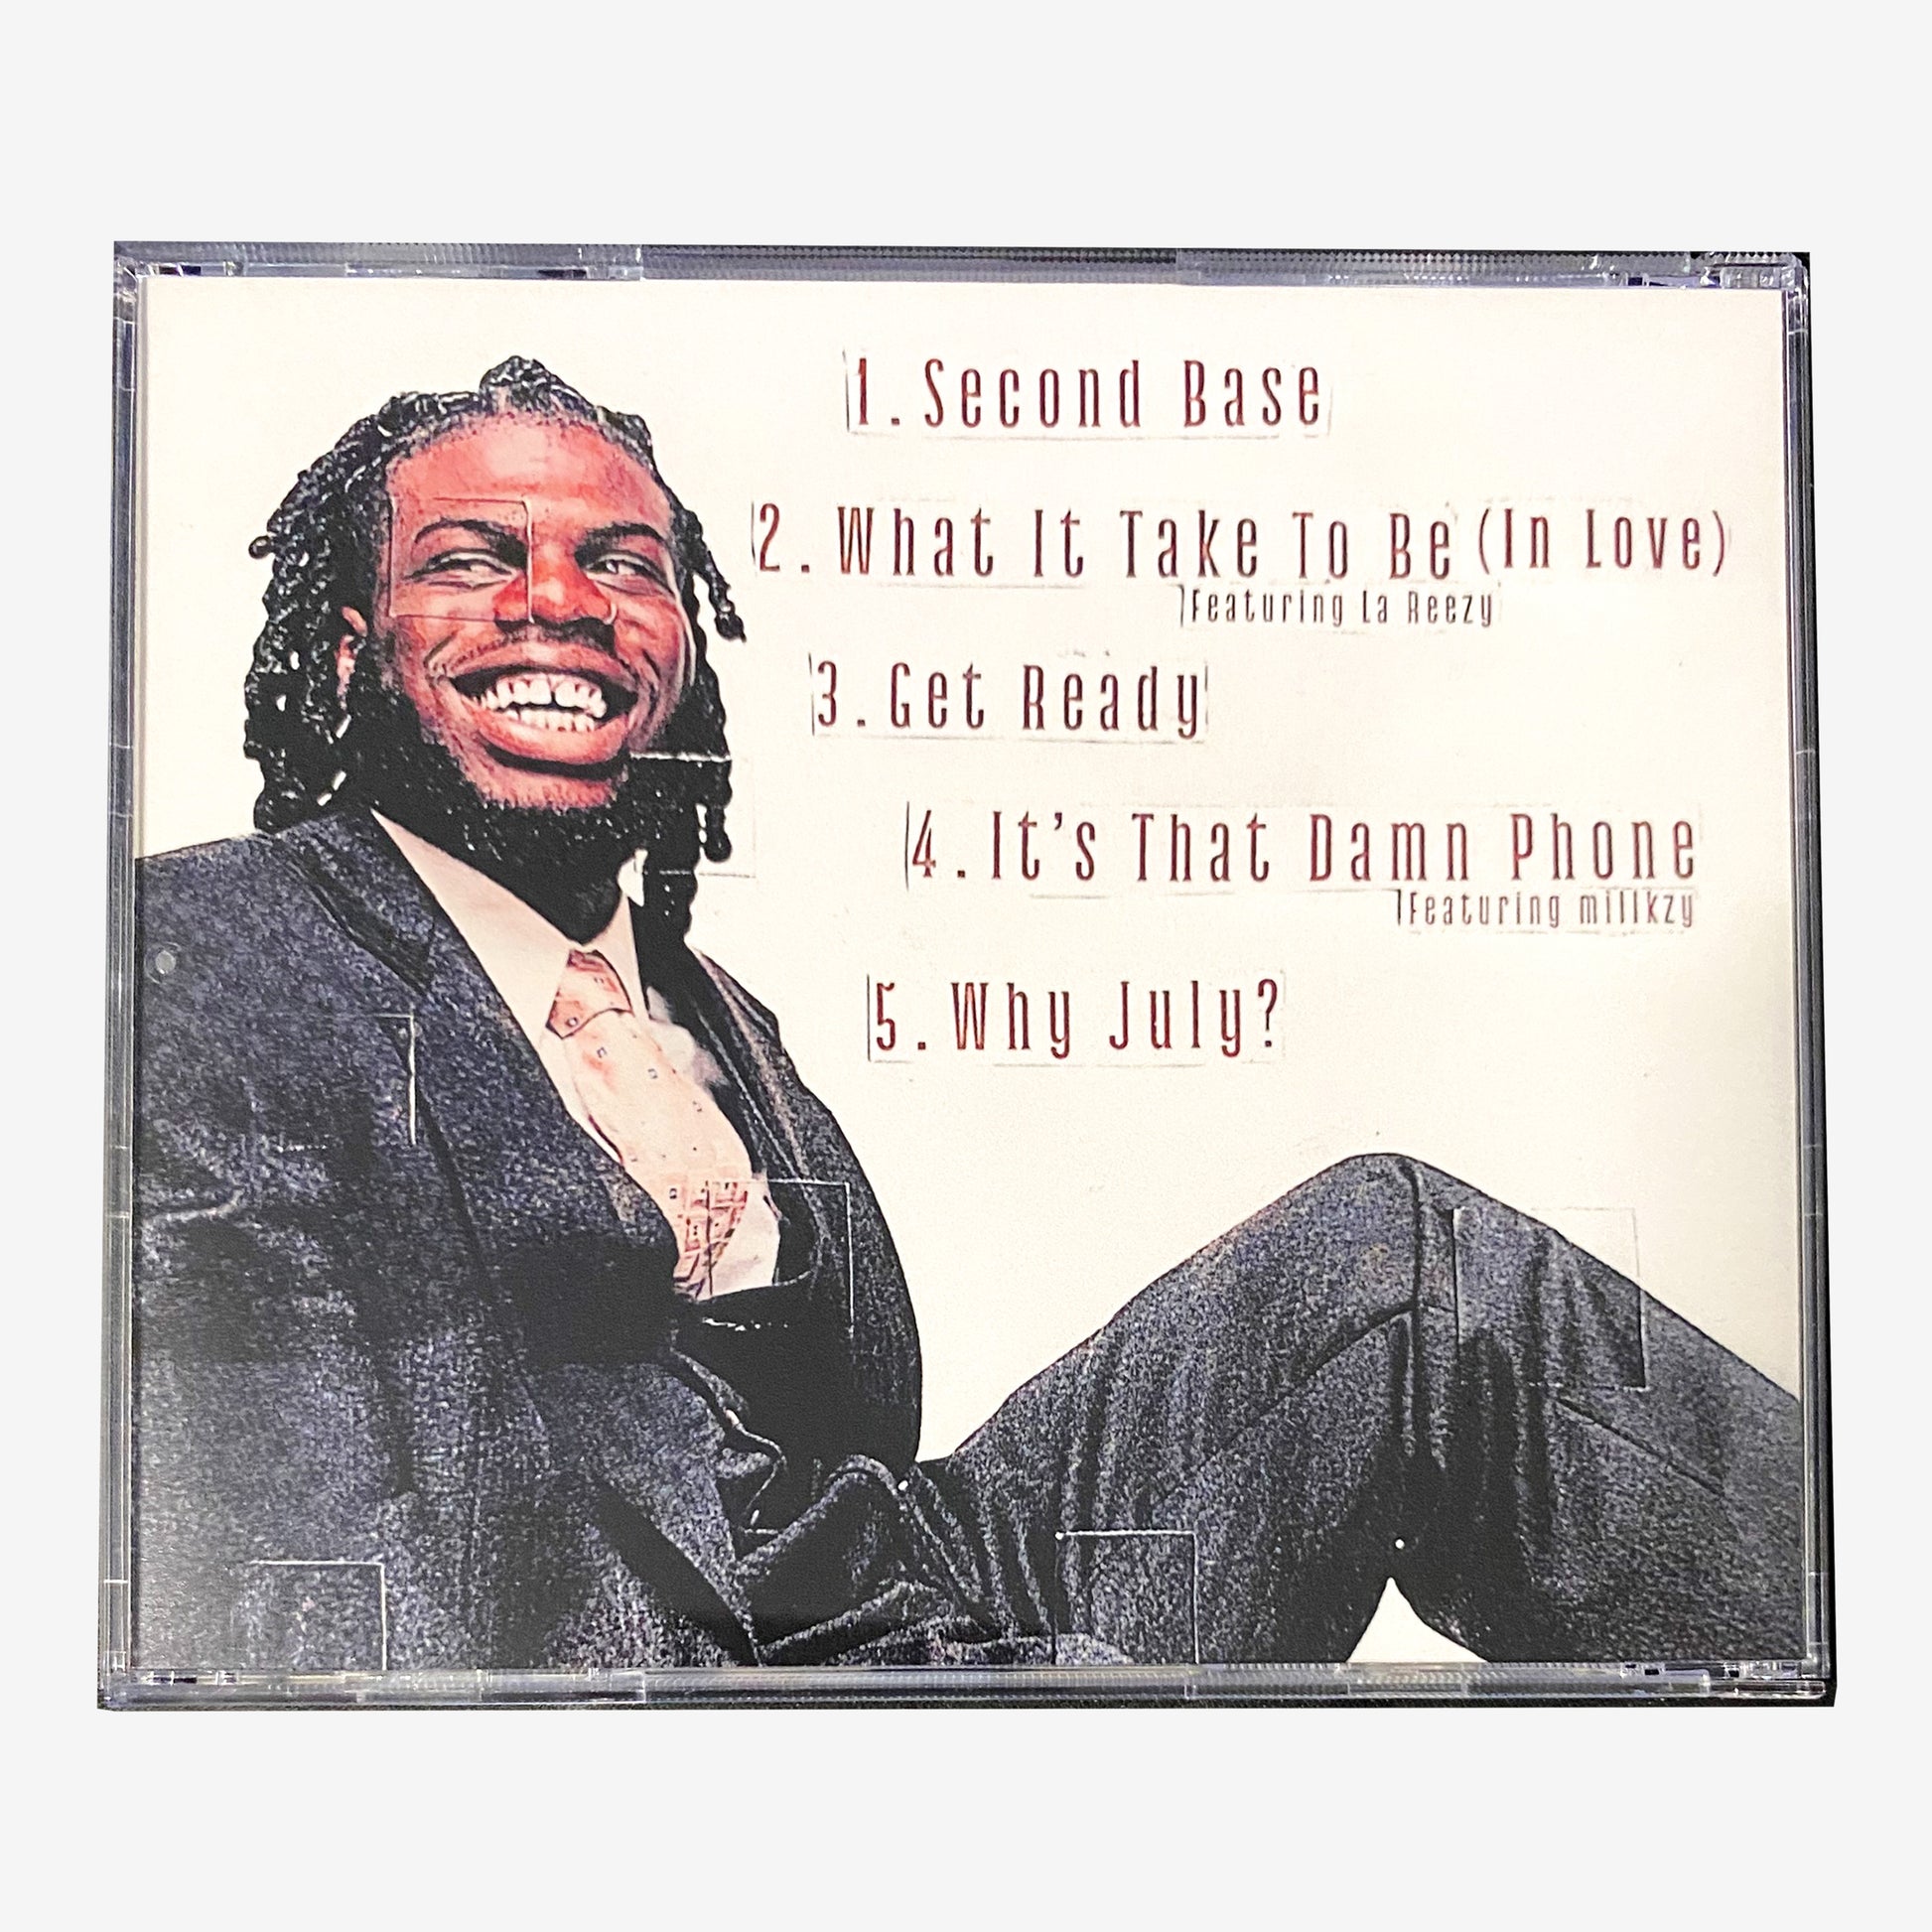 1. Second Base
2. What It Take To Be (In Love)
Featuring La Reezy
3. Get Ready
4. It's That Damn Phone
Featuring millkzy
5. Why July?